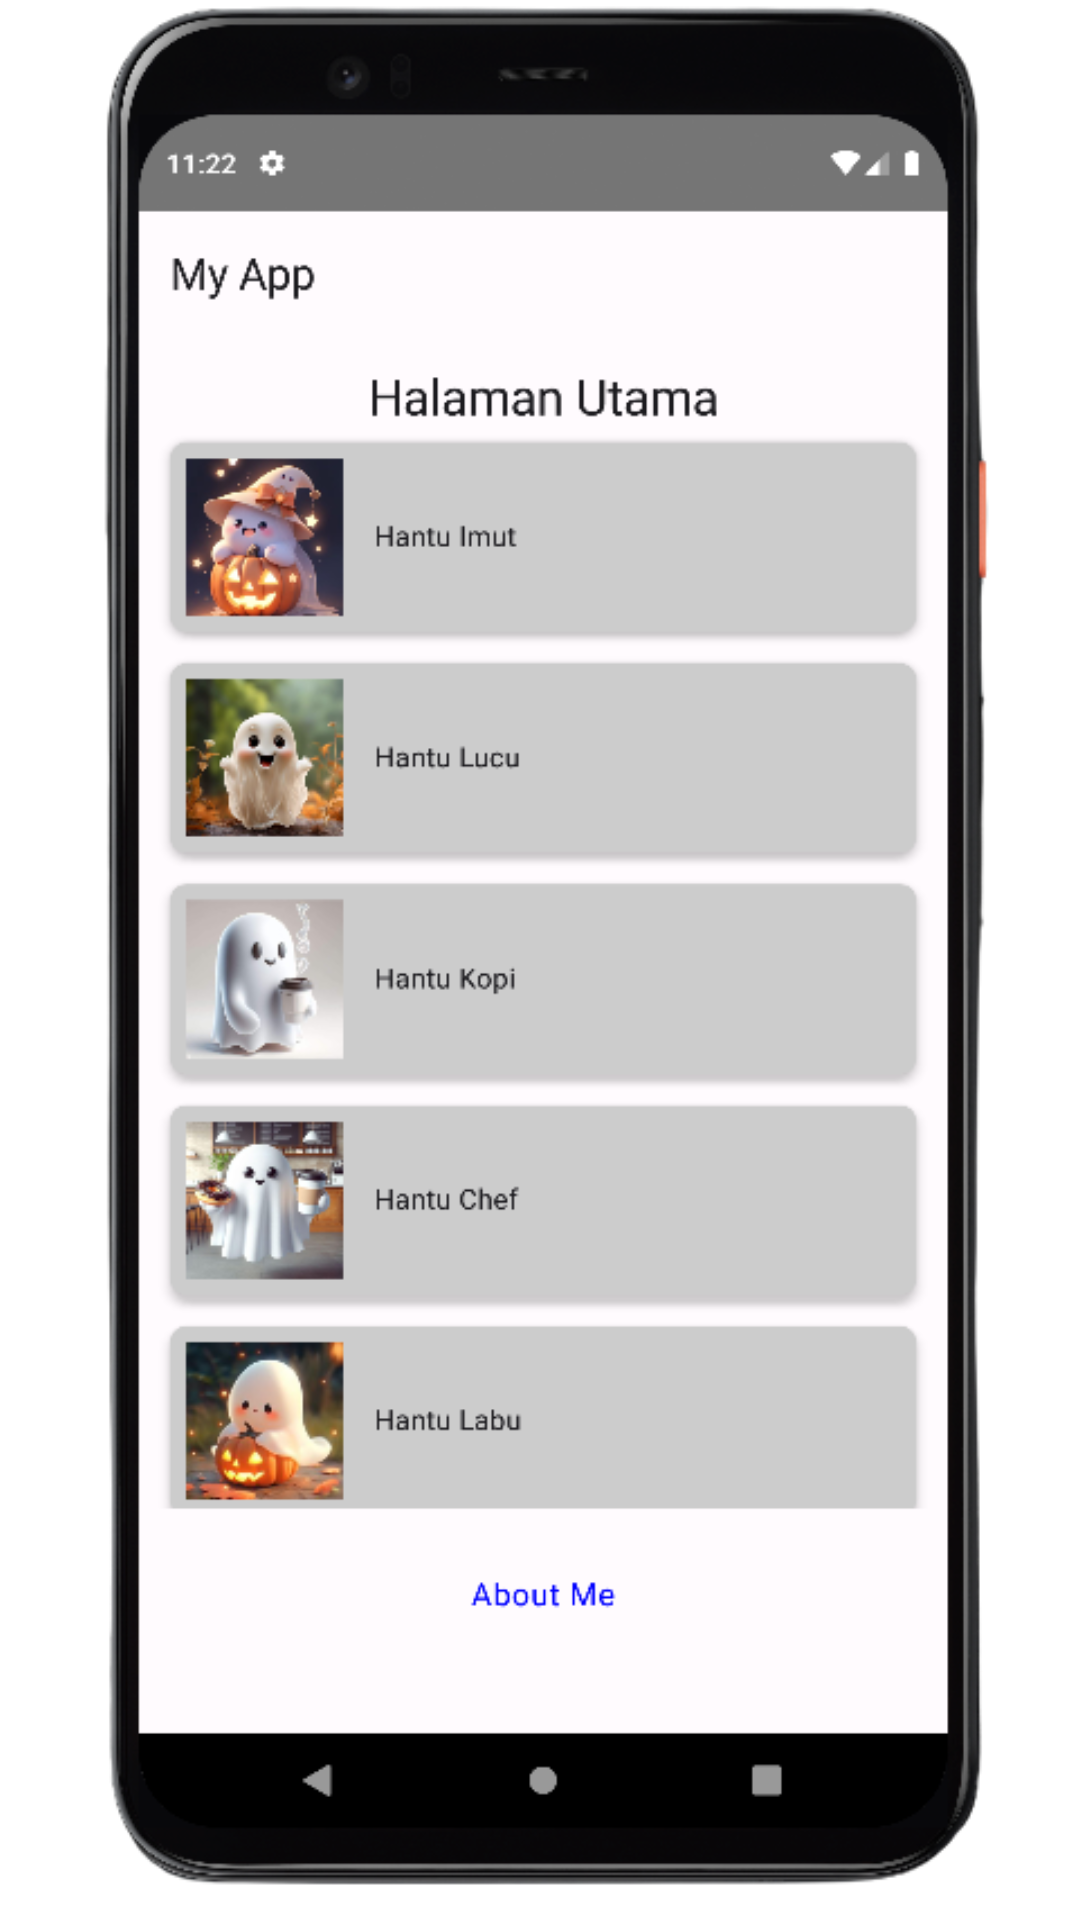 11:22
My App
Halaman Utama
Hantu Imut
Hantu Lucu
Hantu Kopi
Hantu Chef
Hantu Labu
About Me